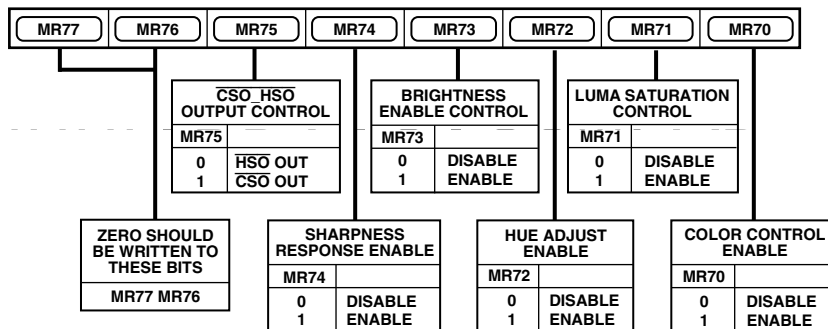 MR77 MR76 MR75 MR74 MR73 MR72 MR71 MR70
CSO_HSO
OUTPUT CONTROL
MR75
0 HSO OUT
1 CSO OUT
BRIGHTNESS
ENABLE CONTROL
MR73
0 DISABLE
1 ENABLE
LUMA SATURATION
CONTROL
MR71
0 DISABLE
1 ENABLE
ZERO SHOULD
BE WRITTEN TO
THESE BITS
MR77 MR76
SHARPNESS
RESPONSE ENABLE
MR74
0 DISABLE
1 ENABLE
HUE ADJUST
ENABLE
MR72
0 DISABLE
1 ENABLE
COLOR CONTROL
ENABLE
MR70
0 DISABLE
1 ENABLE